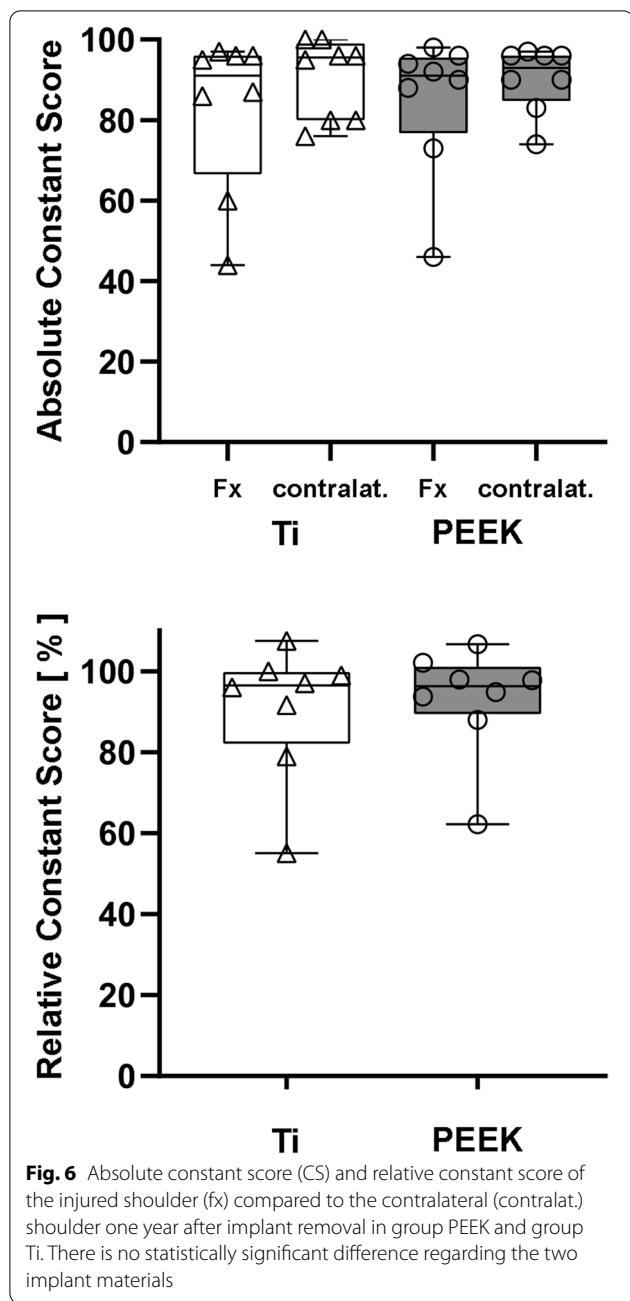 Absolute Constant Score
100
80
60
40
20
0
Fx contralat. Fx contralat.
Ti PEEK
Relative Constant Score [ % ]
100
80
60
40
20
0
Ti PEEK
Fig. 6 Absolute constant score (CS) and relative constant score of
the injured shoulder (fx) compared to the contralateral (contralat.)
shoulder one year after implant removal in group PEEK and group
Ti. There is no statistically significant difference regarding the two
implant materials